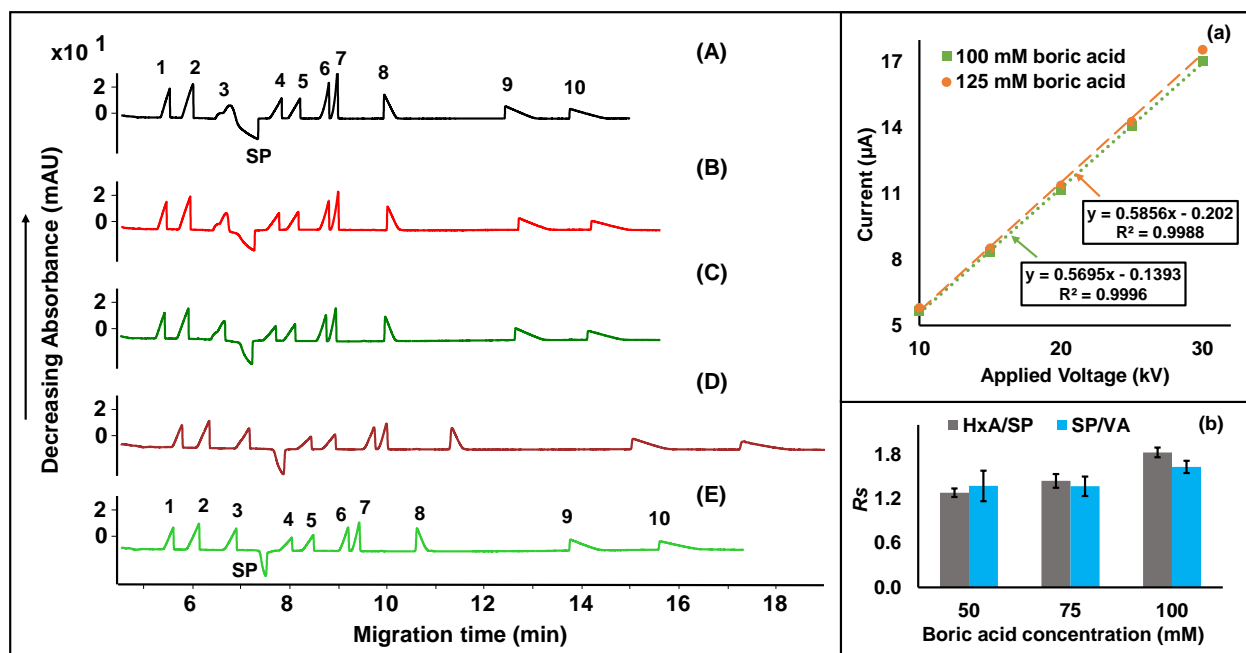 x10 1
Decreasing Absorbance (mAU)
(A)
1 2 3 4 5 6 7 8 9 10
2
0
SP
(B)
2
0
(C)
2
0
(D)
2
0
(E)
1 2 3 4 5 6 7 8 9 10
2
0
SP
6 8 10 12 14 16 18
Migration time (min)
(a)
100 mM boric acid
125 mM boric acid
17
14
11
8
5
Current (µA)
y = 0.5856x - 0.202
R² = 0.9988
y = 0.5695x - 0.1393
R² = 0.9996
10 20 30
Applied Voltage (kV)
(b)
HxA/SP SP/VA
1.8
1.2
0.6
0.0
Rs
50 75 100
Boric acid concentration (mM)